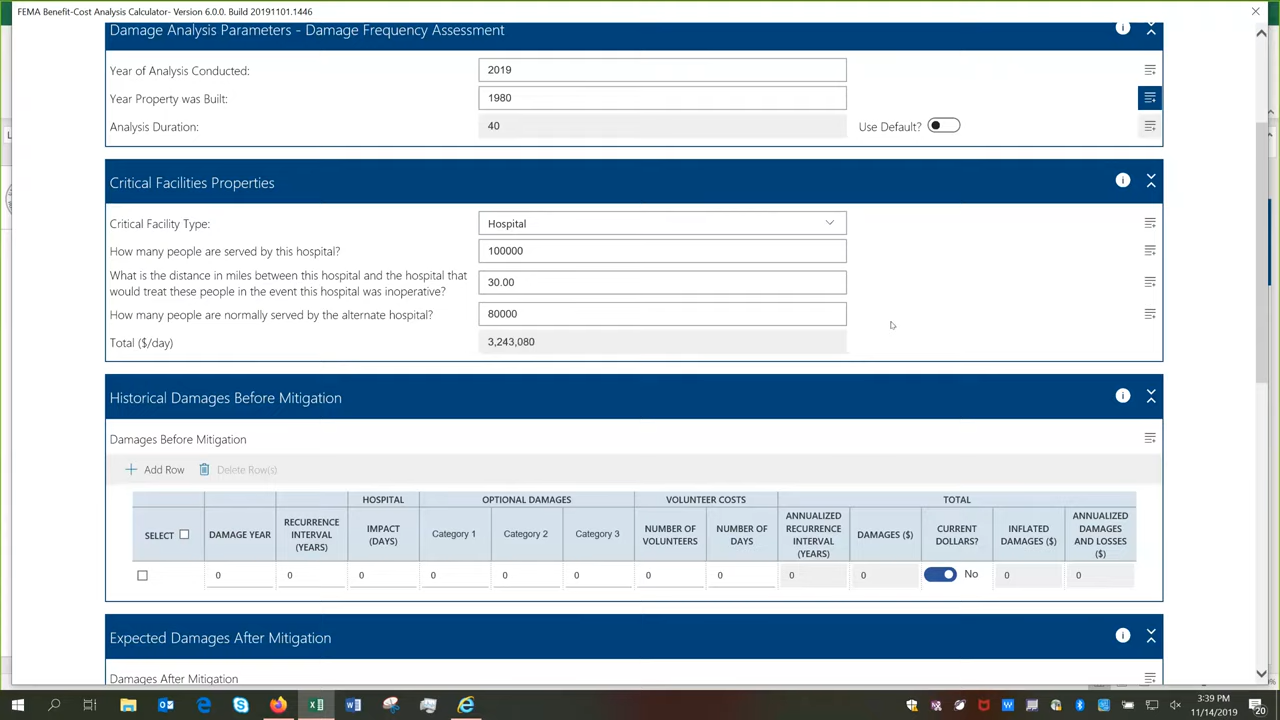 FEMA Benefit-Cost Analysis Calculator- Version 6.0.0. Build 20191101.1446
Damage Analysis Parameters - Damage Frequency Assessment
Year of Analysis Conducted: 2019
Year Property was Built: 1980
Analysis Duration: 40 Use Default?
Critical Facilities Properties
Critical Facility Type: Hospital
How many people are served by this hospital? 100000
What is the distance in miles between this hospital and the hospital that
would treat these people in the event this hospital was inoperative? 30.00
How many people are normally served by the alternate hospital? 80000
Total ($/day) 3,243,080
Historical Damages Before Mitigation
Damages Before Mitigation
Add Row Delete Row(s)
HOSPITAL OPTIONAL DAMAGES VOLUNTEER COSTS TOTAL
SELECT DAMAGE YEAR RECURRENCE INTERVAL (YEARS) IMPACT (DAYS) Category 1 Category 2 Category 3 NUMBER OF VOLUNTEERS NUMBER OF DAYS ANNUALIZED RECURRENCE INTERVAL (YEARS) DAMAGES ($) CURRENT DOLLARS? INFLATED DAMAGES ($) ANNUALIZED DAMAGES AND LOSSES ($)
0 0 0 0 0 0 0 0 0 0 No 0 0
Expected Damages After Mitigation
Damages After Mitigation
3:39 PM
11/14/2019
20